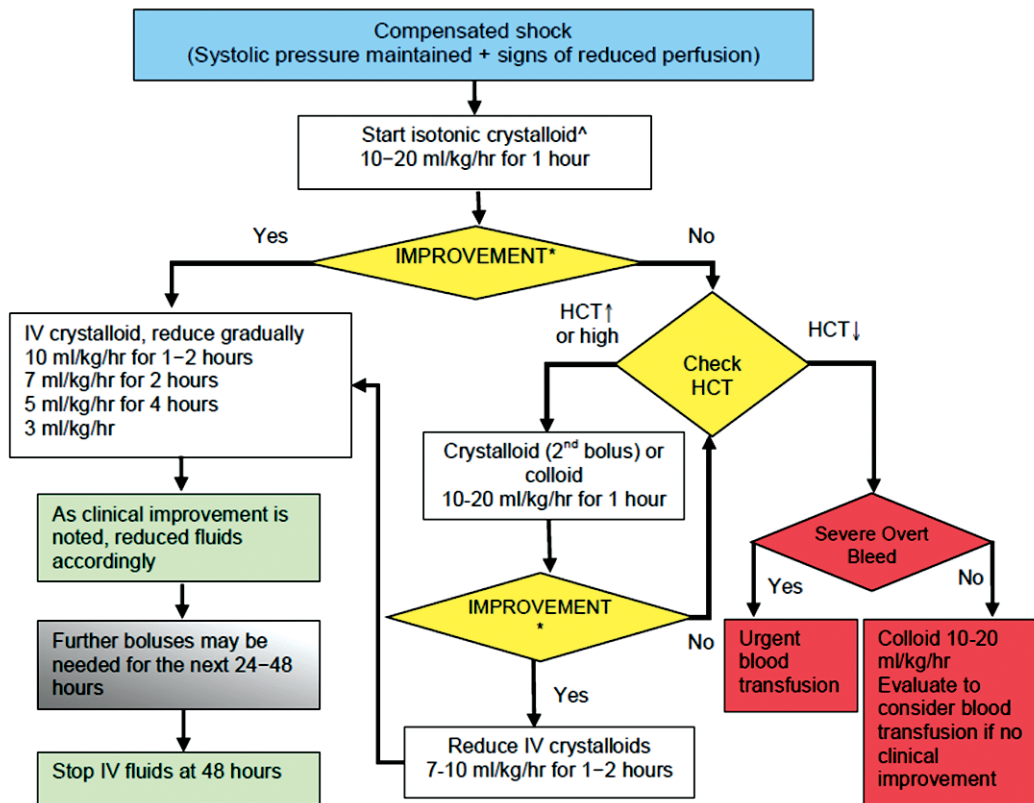 Compensated shock
(Systolic pressure maintained + signs of reduced perfusion)
Start isotonic crystalloid^
10−20 ml/kg/hr for 1 hour
Yes
IMPROVEMENT*
No
IV crystalloid, reduce gradually
10 ml/kg/hr for 1−2 hours
7 ml/kg/hr for 2 hours
5 ml/kg/hr for 4 hours
3 ml/kg/hr
HCT↑
or high
HCT↓
Check
HCT
Crystalloid (2nd bolus) or
colloid
10-20 ml/kg/hr for 1 hour
As clinical improvement is
noted, reduced fluids
accordingly
Severe Overt
Bleed
Yes
No
IMPROVEMENT
*
No
Further boluses may be
needed for the next 24−48
hours
Urgent
blood
transfusion
Colloid 10-20
ml/kg/hr
Evaluate to
consider blood
transfusion if no
clinical
improvement
Yes
Reduce IV crystalloids
7-10 ml/kg/hr for 1−2 hours
Stop IV fluids at 48 hours